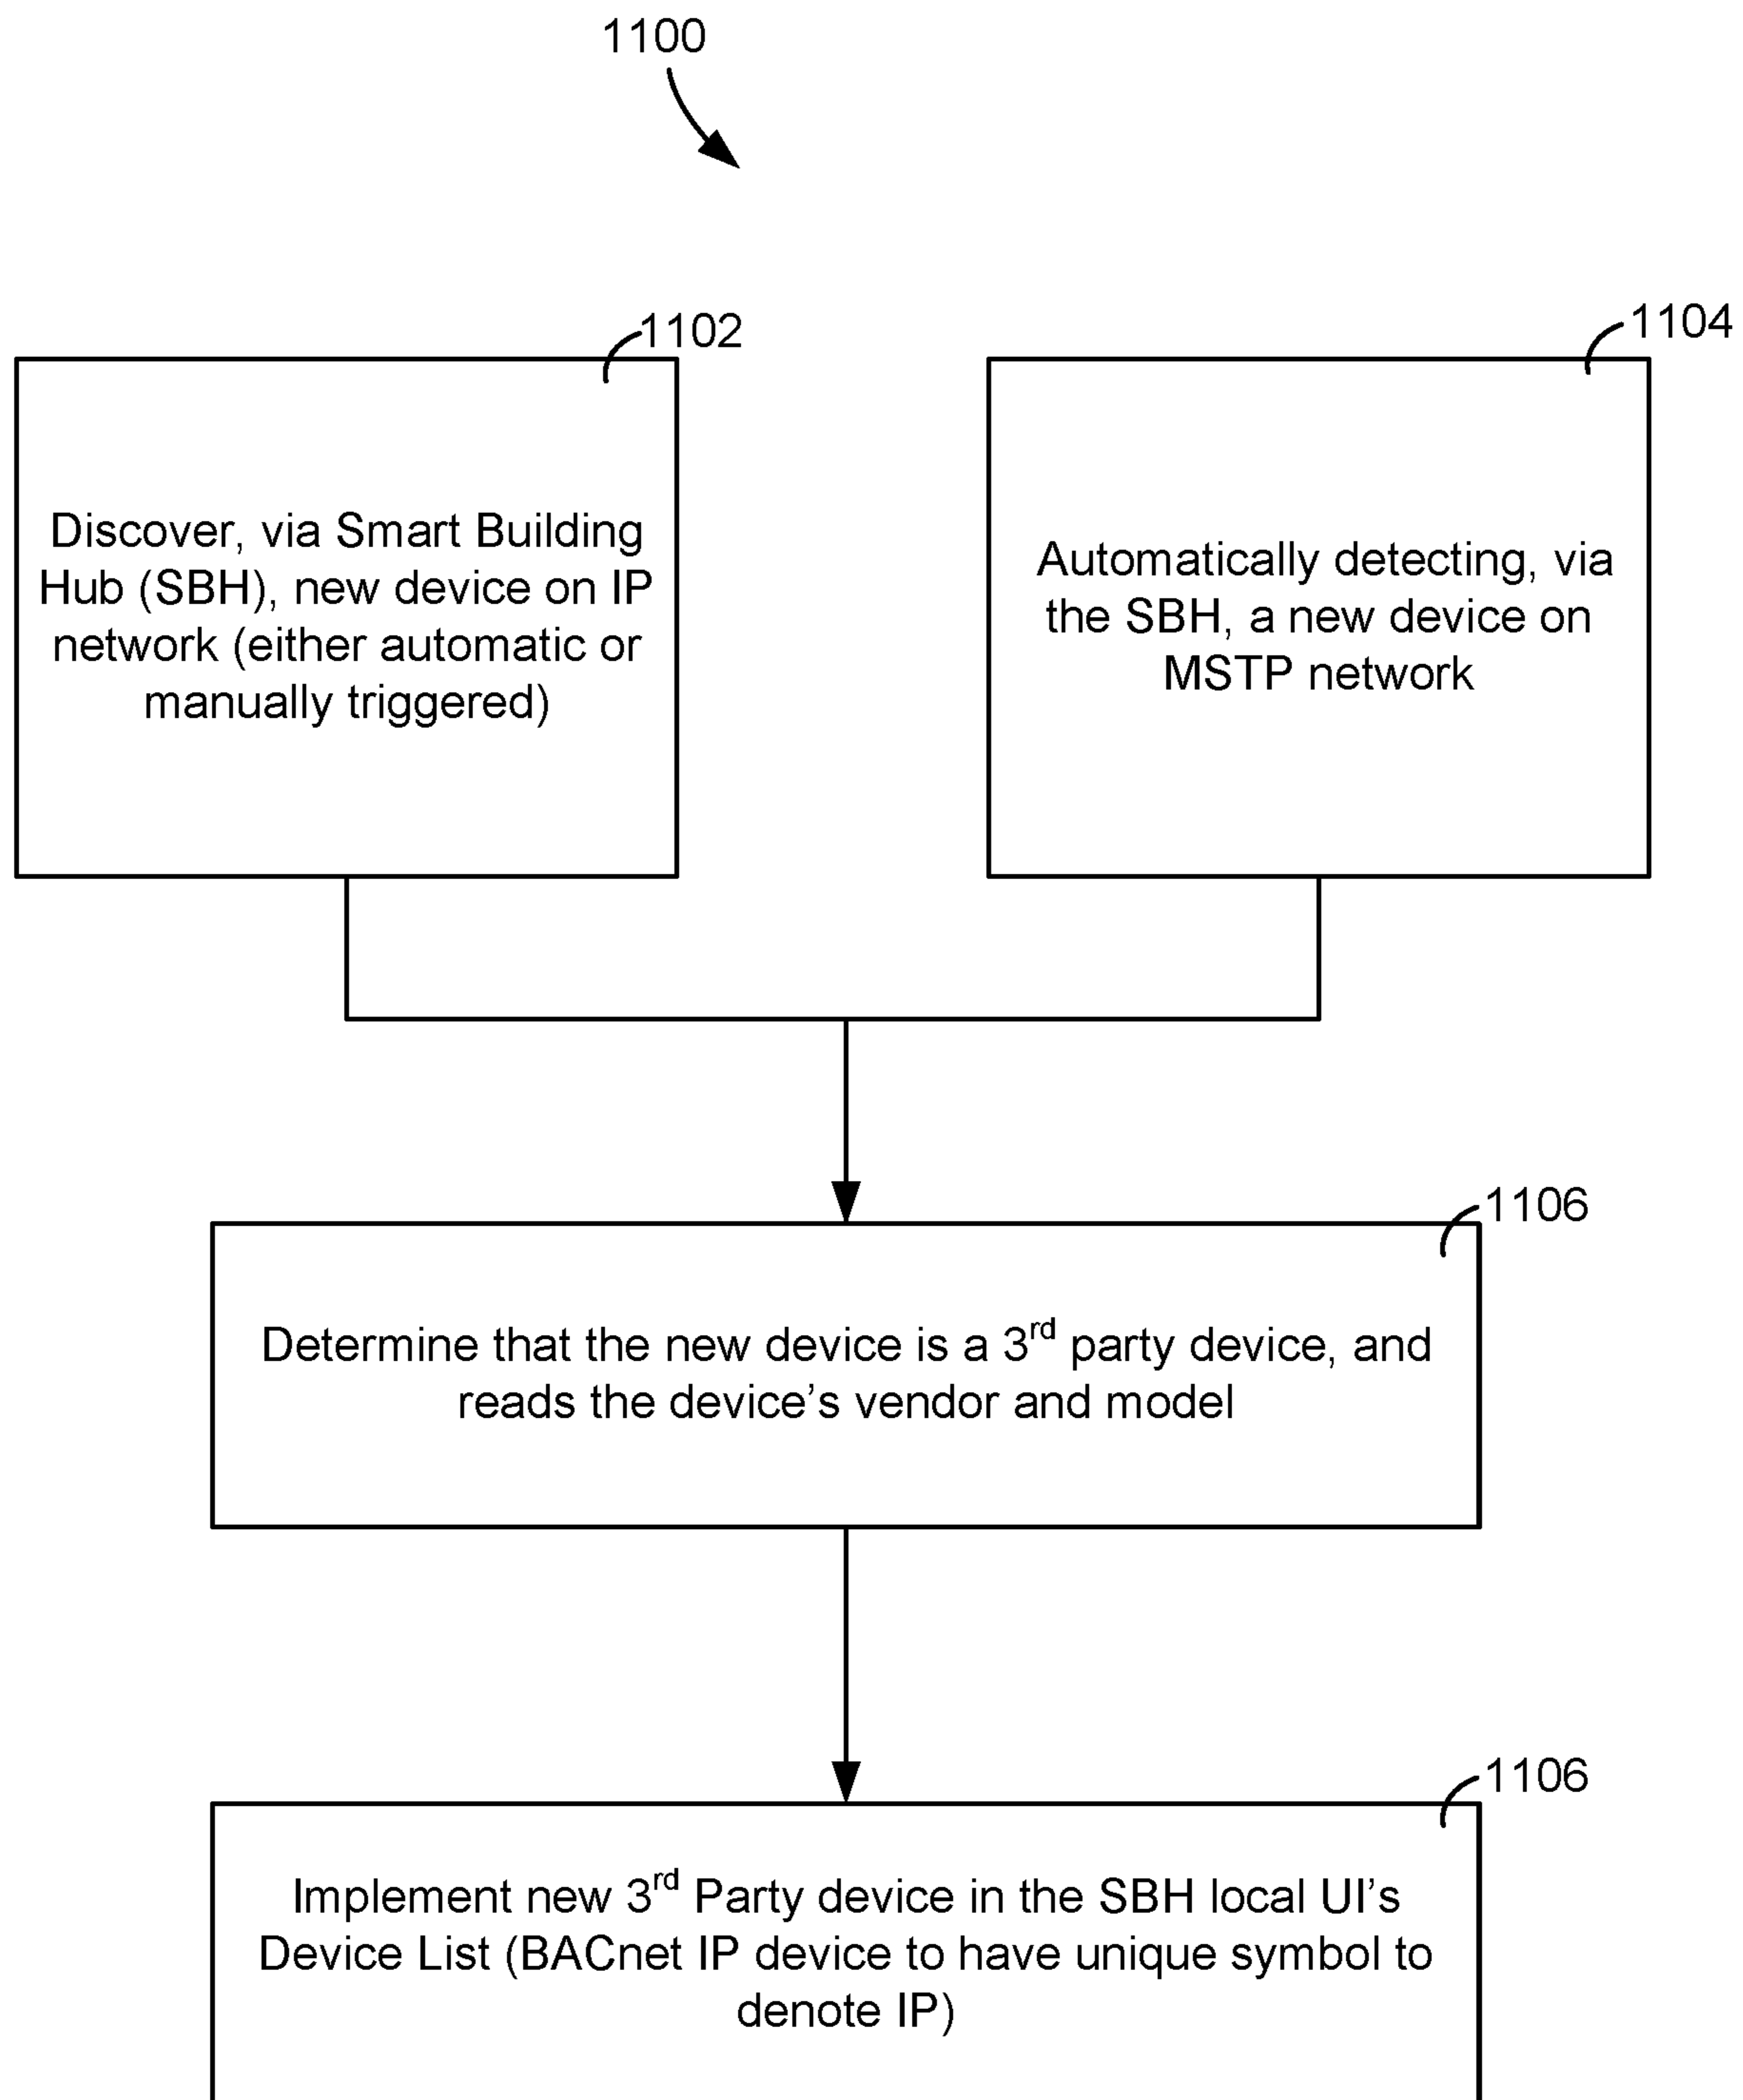 1100
1102
Discover, via Smart Building
Hub (SBH), new device on IP
network (either automatic or
manually triggered)
1104
Automatically detecting, via
the SBH, a new device on
MSTP network
1106
Determine that the new device is a 3rd party device, and
reads the device’s vendor and model
1106
Implement new 3rd Party device in the SBH local UI’s
Device List (BACnet IP device to have unique symbol to
denote IP)